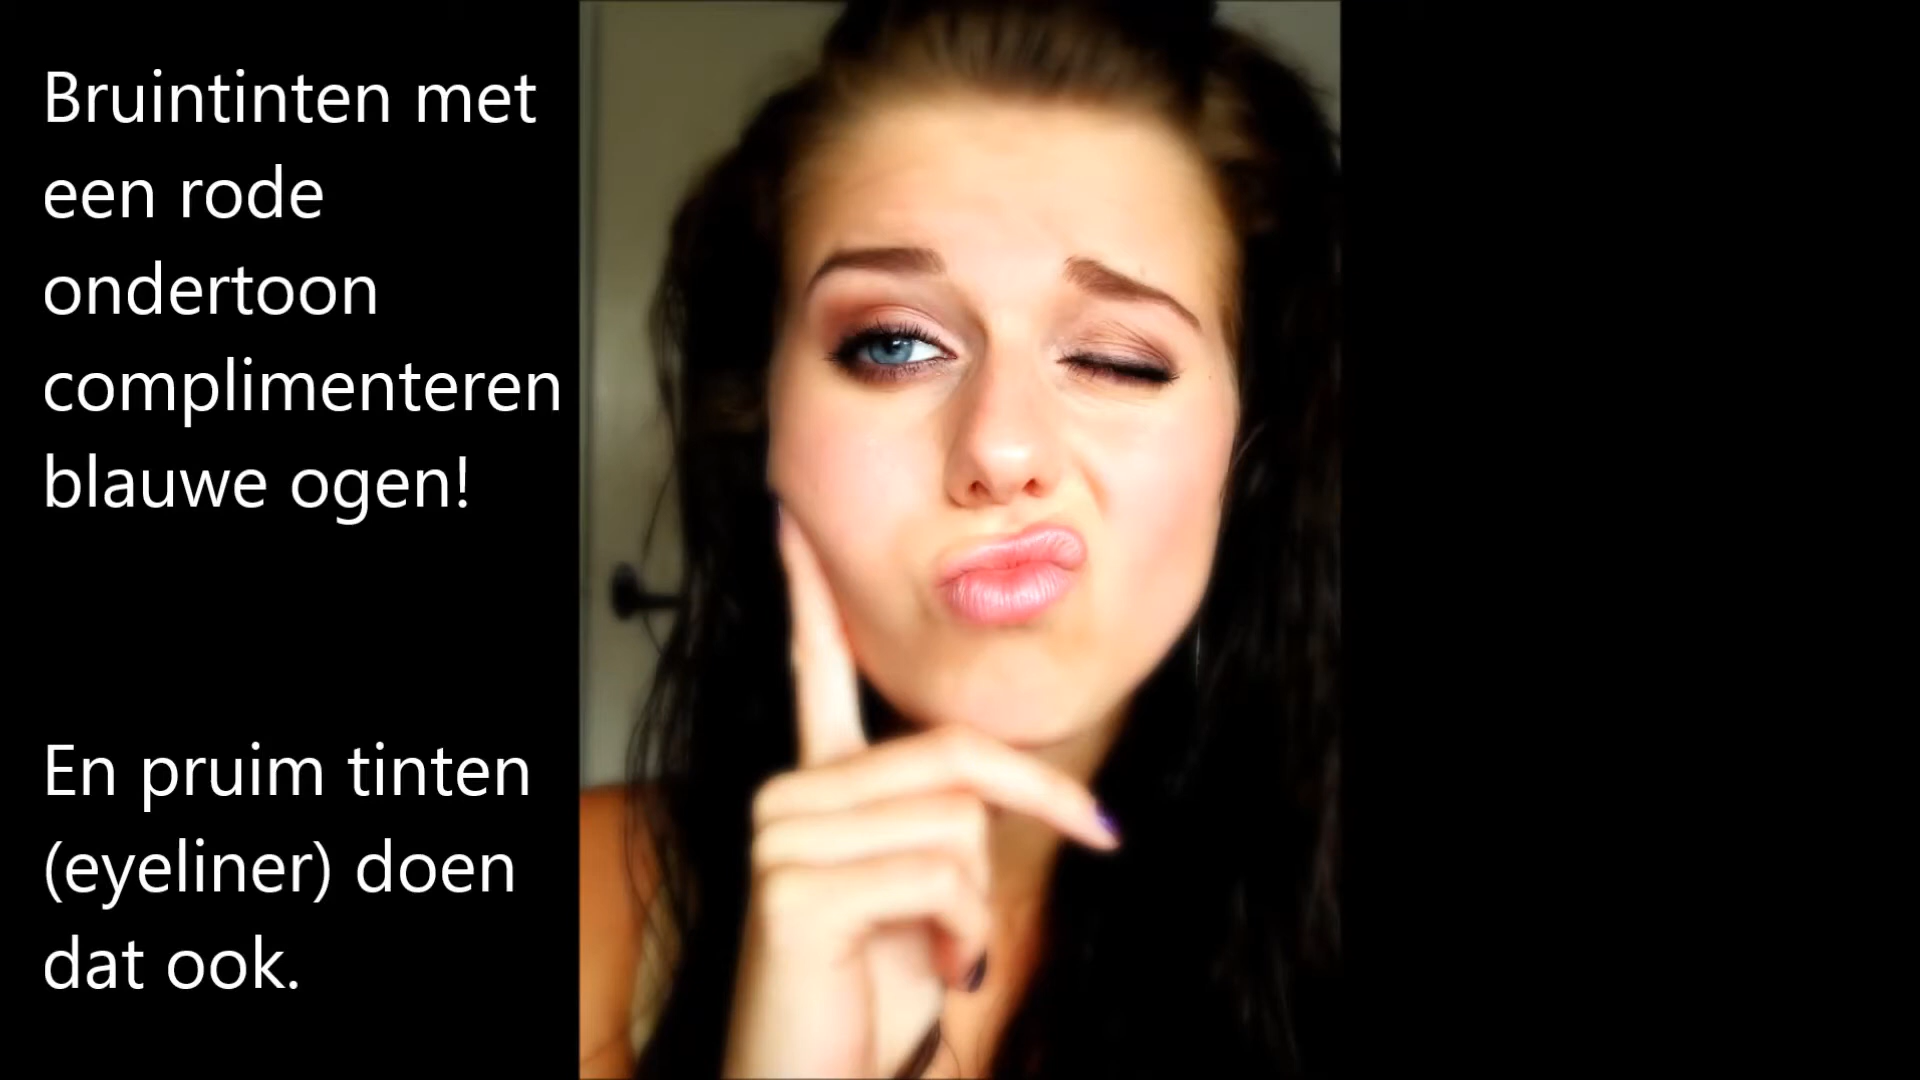 Bruintinten met
een rode
ondertoon
complimenteren
blauwe ogen!
En pruim tinten
(eyeliner) doen
dat ook.